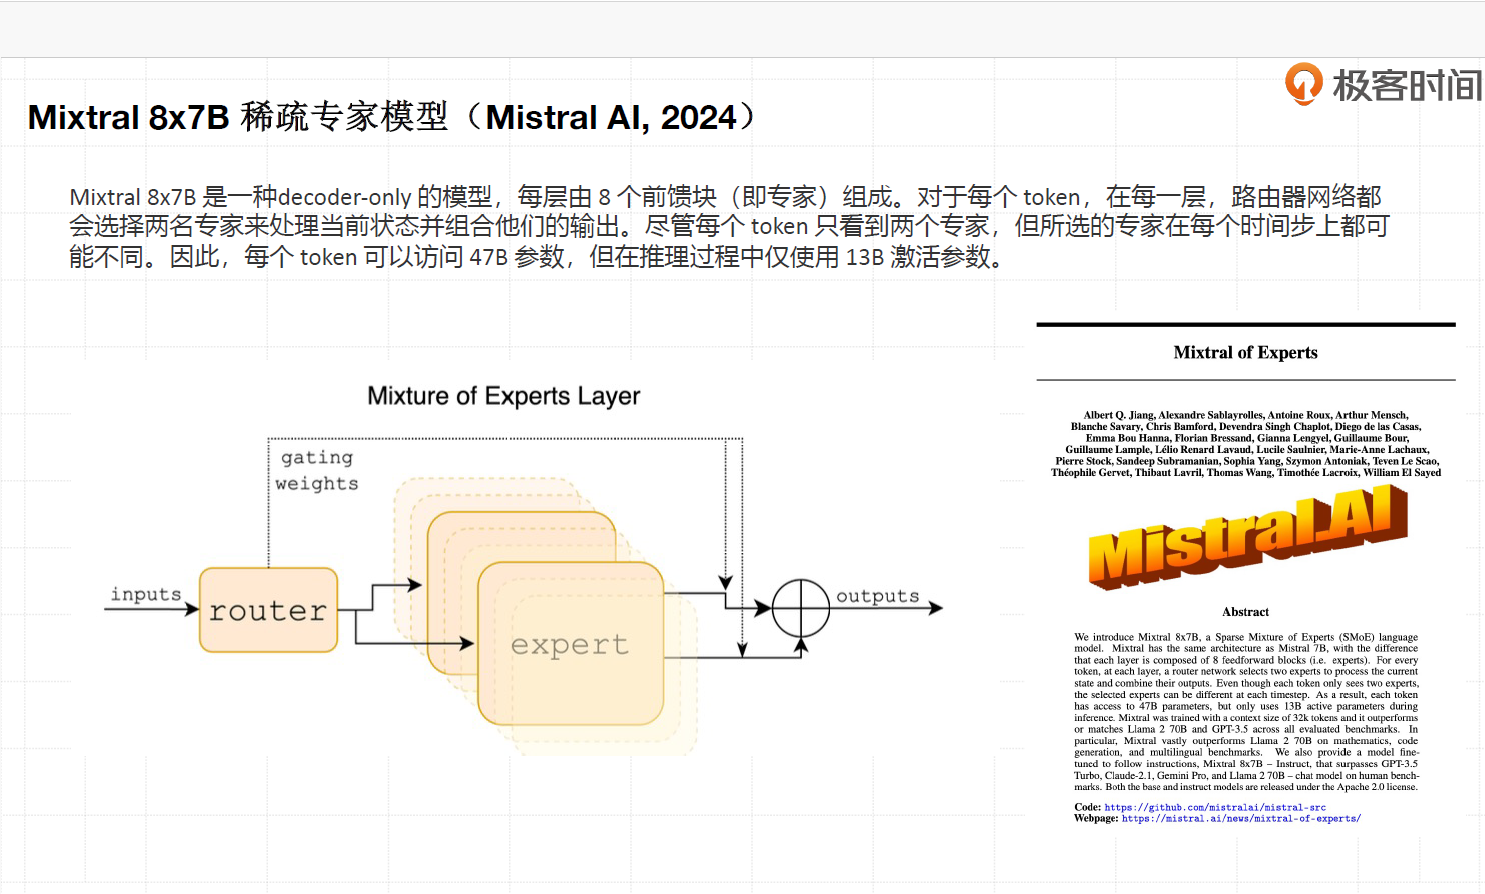 极客时间
Mixtral 8x7B 稀疏专家模型（Mistral AI, 2024）
Mixtral 8x7B 是一种decoder-only 的模型，每层由 8 个前馈块（即专家）组成。对于每个 token，在每一层，路由器网络都
会选择两名专家来处理当前状态并组合他们的输出。尽管每个 token 只看到两个专家，但所选的专家在每个时间步上都可
能不同。因此，每个 token 可以访问 47B 参数，但在推理过程中仅使用 13B 激活参数。
Mixture of Experts Layer
gating
weights
inputs
router
expert
outputs
Mixtral of Experts
Albert Q. Jiang, Alexandre Sablayrolles, Antoine Roux, Arthur Mensch,
Blanche Savary, Chris Bamford, Devendra Singh Chaplot, Diego de las Casas,
Emma Bou Hanna, Florian Bressand, Gianna Lengyel, Guillaume Bour,
Guillaume Lample, Lélio Renard Lavaud, Lucile Saulnier, Marie-Anne Lachaux,
Pierre Stock, Sandeep Subramanian, Sophia Yang, Szymon Antoniak, Teven Le Scao,
Théophile Gervet, Thibaut Lavril, Thomas Wang, Timothée Lacroix, William El Sayed
Mistral.AI
Abstract
We introduce Mixtral 8x7B, a Sparse Mixture of Experts (SMoE) language
model. Mixtral has the same architecture as Mistral 7B, with the difference
that each layer is composed of 8 feedforward blocks (i.e. experts). For every
token, at each layer, a router network selects two experts to process the current
state and combine their outputs. Even though each token only sees two experts,
the selected experts can be different at each timestep. As a result, each token
has access to 47B parameters, but only uses 13B active parameters during
inference. Mixtral was trained with a context size of 32k tokens and it outperforms
or matches Llama 2 70B and GPT-3.5 across all evaluated benchmarks. In
particular, Mixtral vastly outperforms Llama 2 70B on mathematics, code
generation, and multilingual benchmarks. We also provide a model fine-
tuned to follow instructions, Mixtral 8x7B – Instruct, that surpasses GPT-3.5
Turbo, Claude-2.1, Gemini Pro, and Llama 2 70B – chat model on human bench-
marks. Both the base and instruct models are released under the Apache 2.0 license.
Code: https://github.com/mistralai/mistral-src
Webpage: https://mistral.ai/news/mixtral-of-experts/